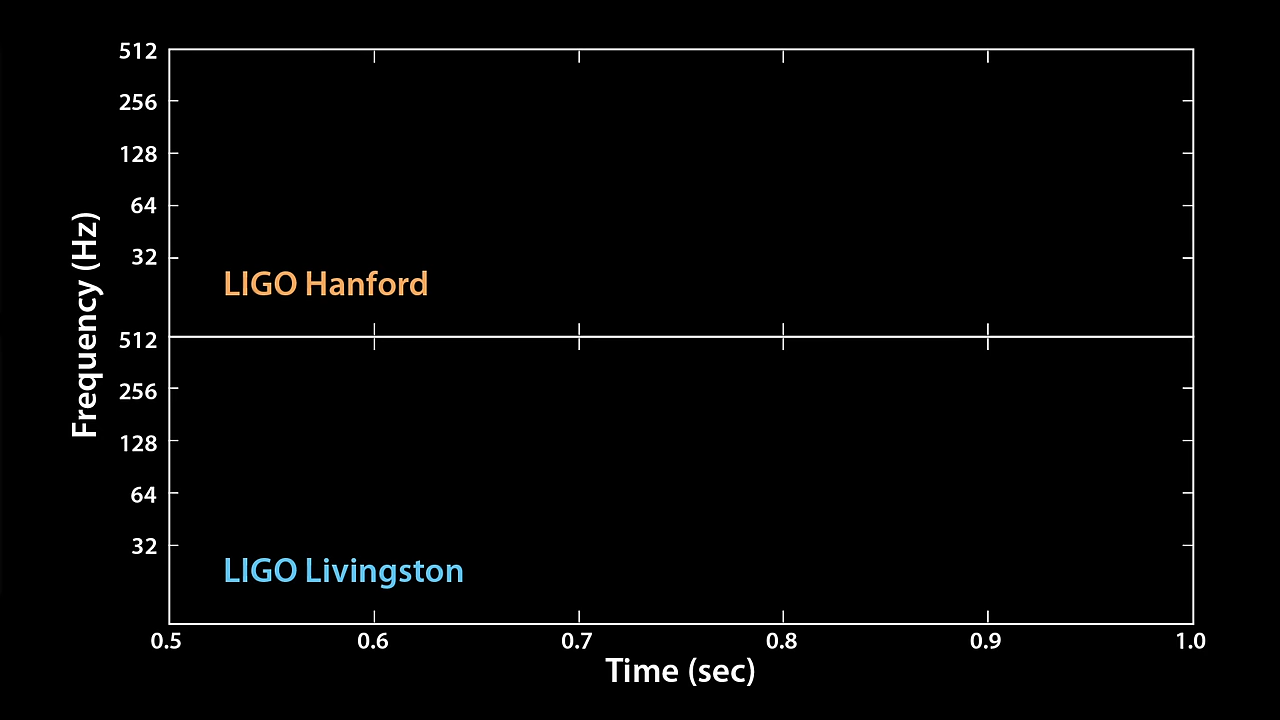 Frequency (Hz)
512
256
128
64
32
LIGO Hanford
512
256
128
64
32
LIGO Livingston
0.5 0.6 0.7 0.8 0.9 1.0
Time (sec)